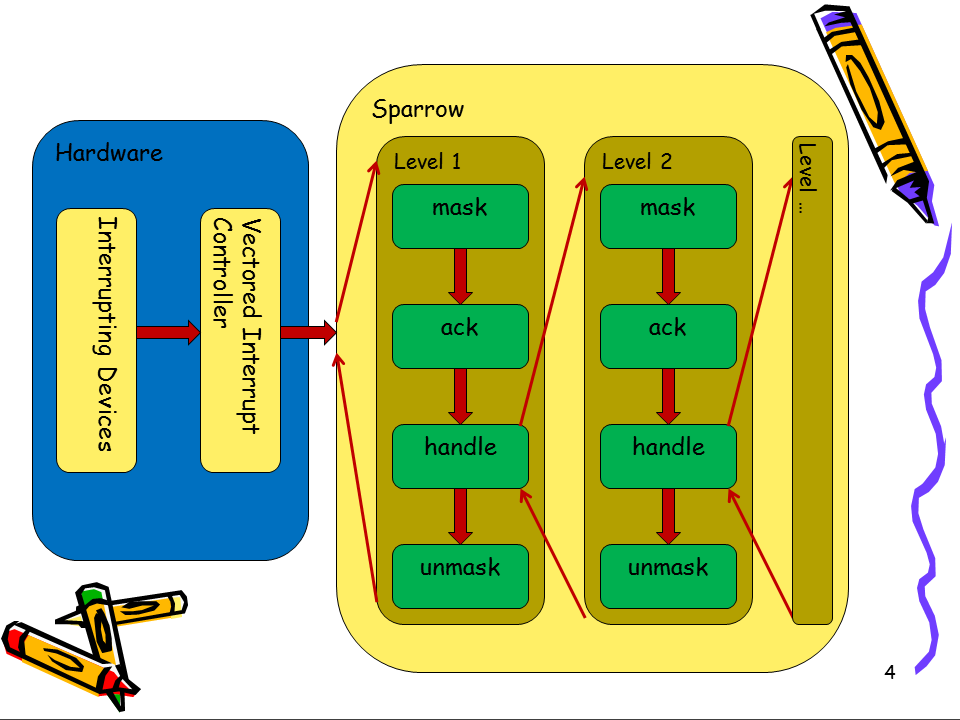 Sparrow
Hardware
Interrupting Devices
Vectored Interrupt
Controller
Level 1
mask
ack
handle
unmask
Level 2
mask
ack
handle
unmask
Level …
4